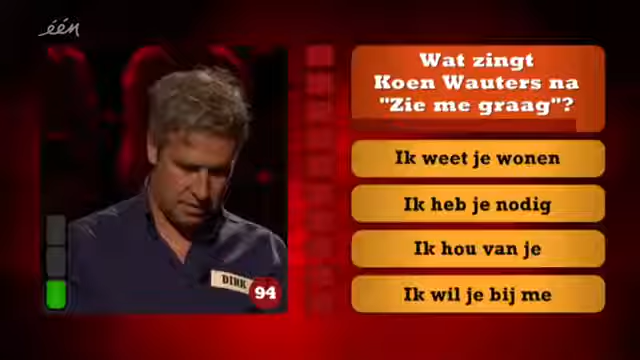 één
Wat zingt
Koen Wauters na
"Zie me graag"?
Ik weet je wonen
Ik heb je nodig
Ik hou van je
Ik wil je bij me
DIRK
94